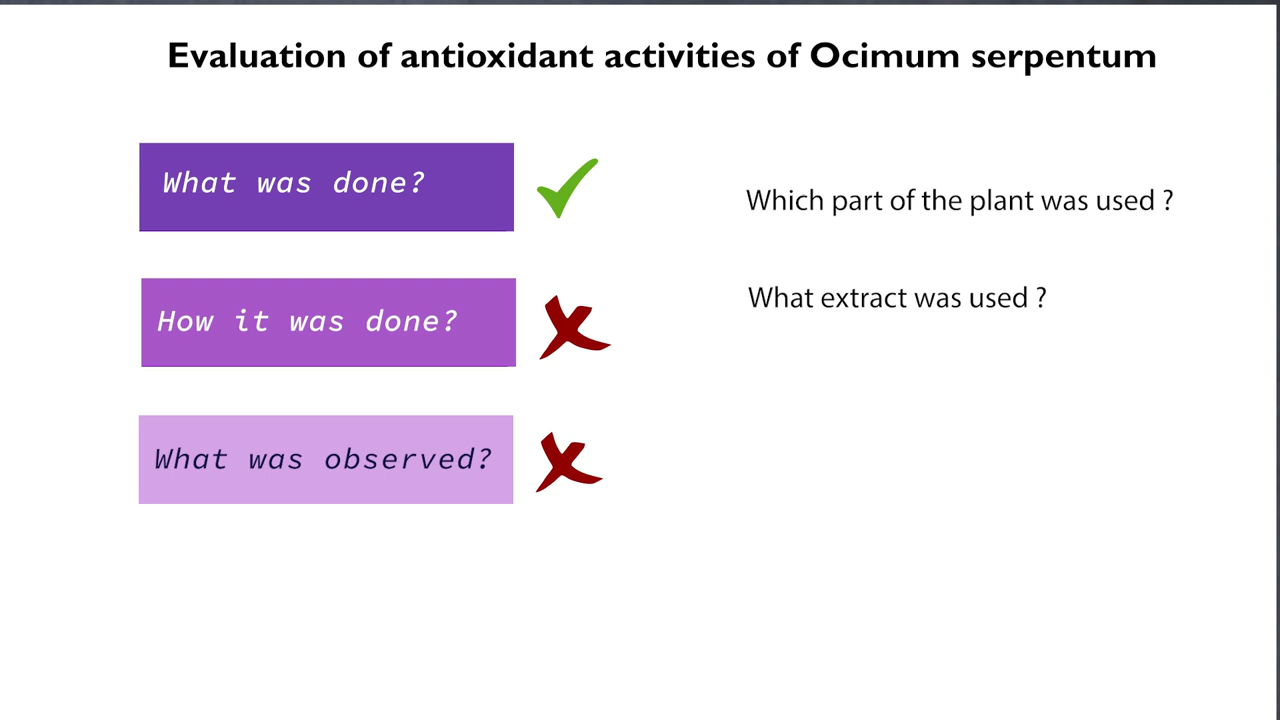 Evaluation of antioxidant activities of Ocimum serpentum
What was done?
Which part of the plant was used ?
How it was done?
What extract was used ?
What was observed?